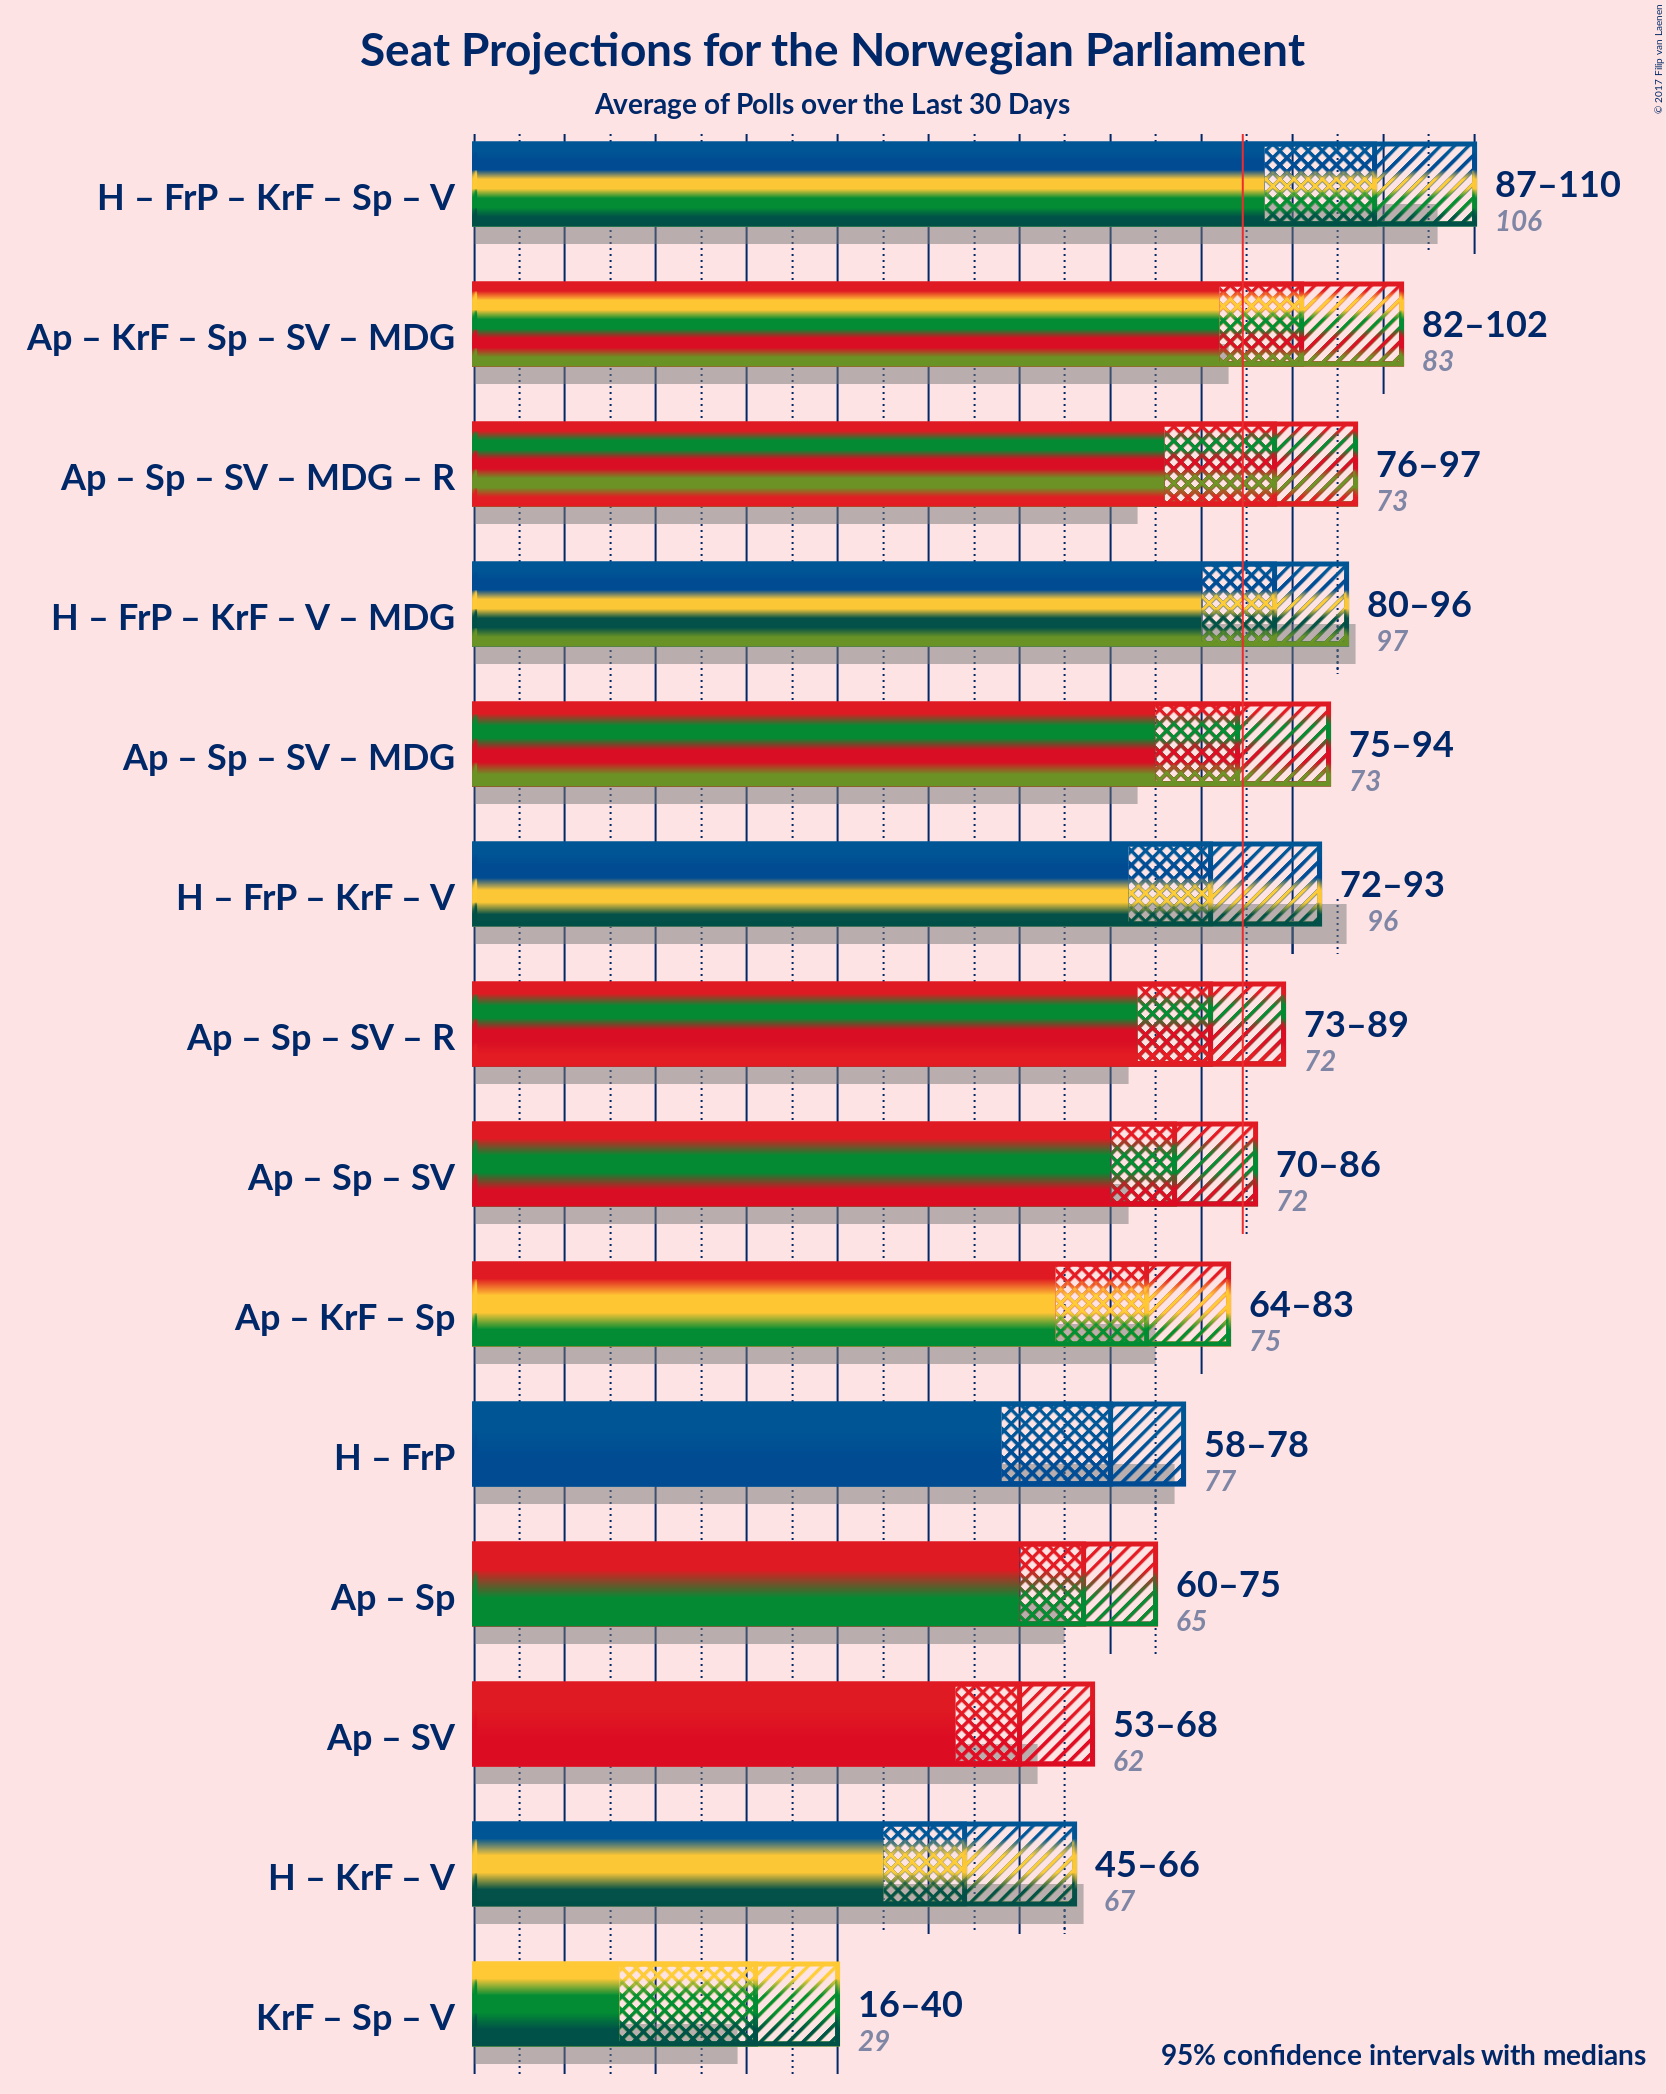 Seat Projections for the Norwegian Parliament
Average of Polls over the Last 30 Days
© 2017 Filip van Laenen
H – FrP – KrF – Sp – V
87–110
106
Ap – KrF – Sp – SV – MDG
82–102
83
Ap – Sp – SV – MDG – R
76–97
73
H – FrP – KrF – V – MDG
80–96
97
Ap – Sp – SV – MDG
75–94
73
H – FrP – KrF – V
72–93
96
Ap – Sp – SV – R
73–89
72
Ap – Sp – SV
70–86
72
Ap – KrF – Sp
64–83
75
H – FrP
58–78
77
Ap – Sp
60–75
65
Ap – SV
53–68
62
H – KrF – V
45–66
67
KrF – Sp – V
16–40
29
95% confidence intervals with medians